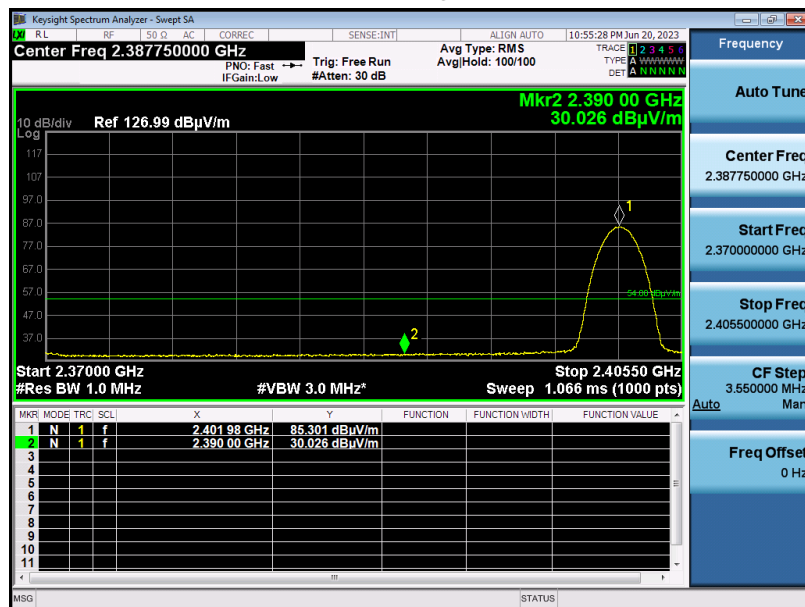 Keysight Spectrum Analyzer - Swept SA
LXI RL RF 50 Ω AC CORREC SENSE:INT ALIGN AUTO 10:55:28 PM Jun 20, 2023
Center Freq 2.387750000 GHz
PNO: Fast
IFGain:Low
Trig: Free Run
#Atten: 30 dB
Avg Type: RMS
Avg|Hold: 100/100
TRACE 1 2 3 4 5 6
TYPE A WWWWW
DET A N N N N N
Mkr2 2.390 00 GHz
30.026 dBµV/m
10 dB/div Ref 126.99 dBµV/m
Log
117
107
97.0
87.0
77.0
67.0
57.0
47.0
37.0
1
54.00 dBµV/m
2
Start 2.37000 GHz Stop 2.40550 GHz
#Res BW 1.0 MHz #VBW 3.0 MHz* Sweep 1.066 ms (1000 pts)
MKR MODE TRC SCL X Y FUNCTION FUNCTION WIDTH FUNCTION VALUE
1 N 1 f 2.401 98 GHz 85.301 dBµV/m
2 N 1 f 2.390 00 GHz 30.026 dBµV/m
3
4
5
6
7
8
9
10
11
MSG STATUS
Frequency
Auto Tune
Center Freq
2.387750000 GHz
Start Freq
2.370000000 GHz
Stop Freq
2.405500000 GHz
CF Step
3.550000 MHz
Auto Man
Freq Offset
0 Hz